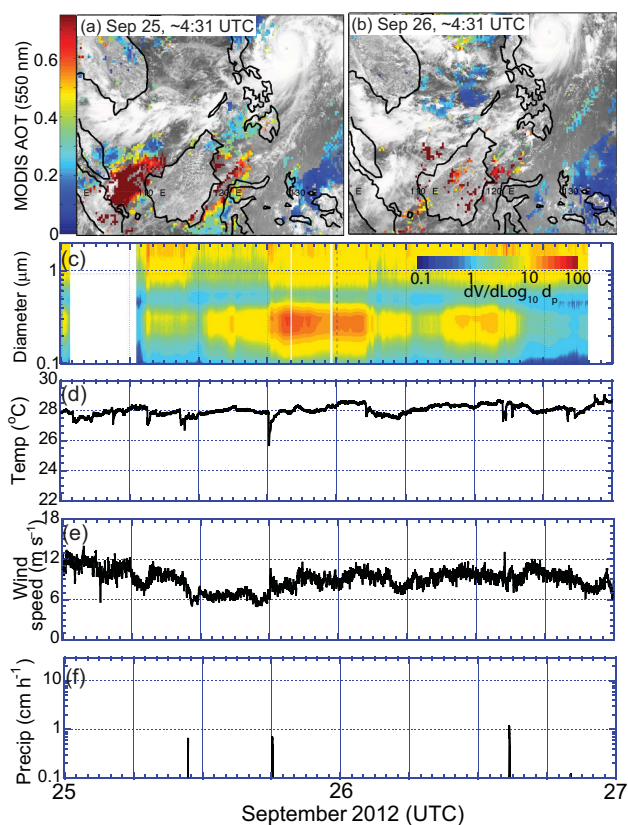 (a) Sep 25, ~4:31 UTC
(b) Sep 26, ~4:31 UTC
MODIS AOT (550 nm)
0.6
0.4
0.2
0
E 110 E 120 E 130
E 110 E 120 E 130
(c)
Diameter (μm)
1
0.1
0.1 1 10 100
dV/dLog10 dp
(d)
Temp (°C)
30
28
26
24
22
(e)
Wind speed (m s-1)
18
12
6
0
(f)
Precip (cm h-1)
10
1
0.1
25 26 27
September 2012 (UTC)